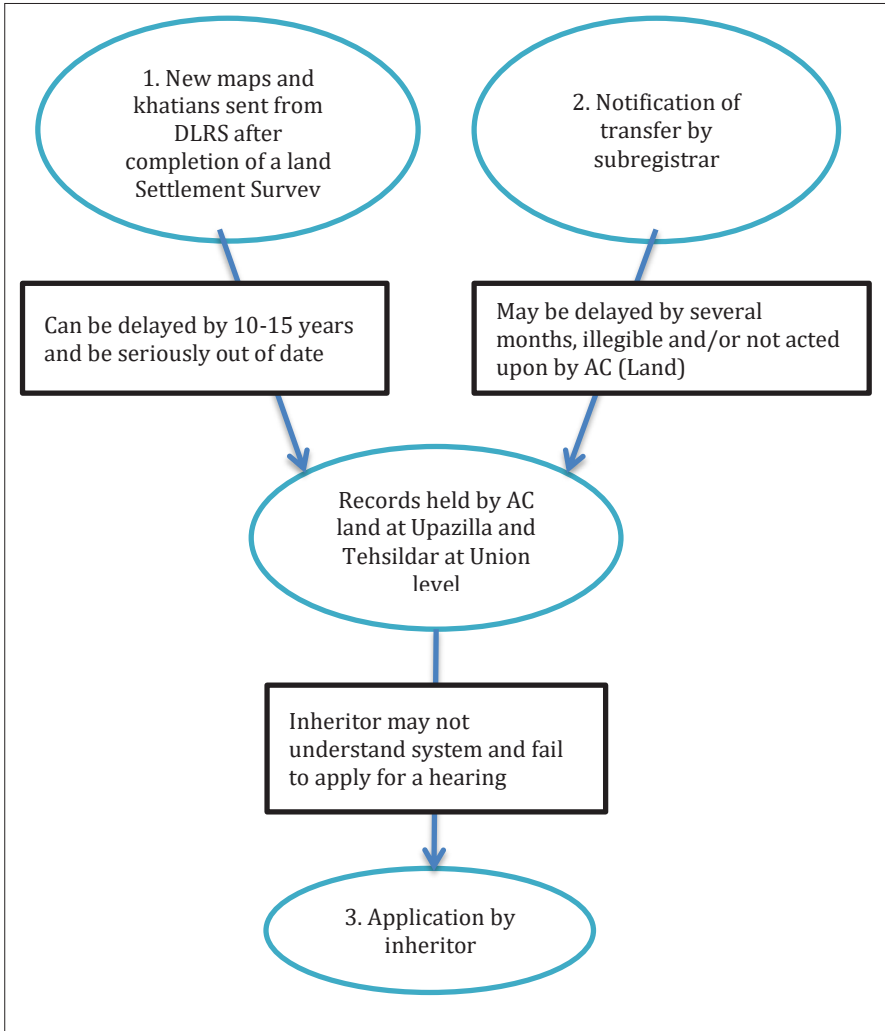 1. New maps and
khatians sent from
DLRS after
completion of a land
Settlement Survev
2. Notification of
transfer by
subregistrar
Can be delayed by 10-15 years
and be seriously out of date
May be delayed by several
months, illegible and/or not acted
upon by AC (Land)
Records held by AC
land at Upazilla and
Tehsildar at Union
level
Inheritor may not
understand system and fail
to apply for a hearing
3. Application by
inheritor